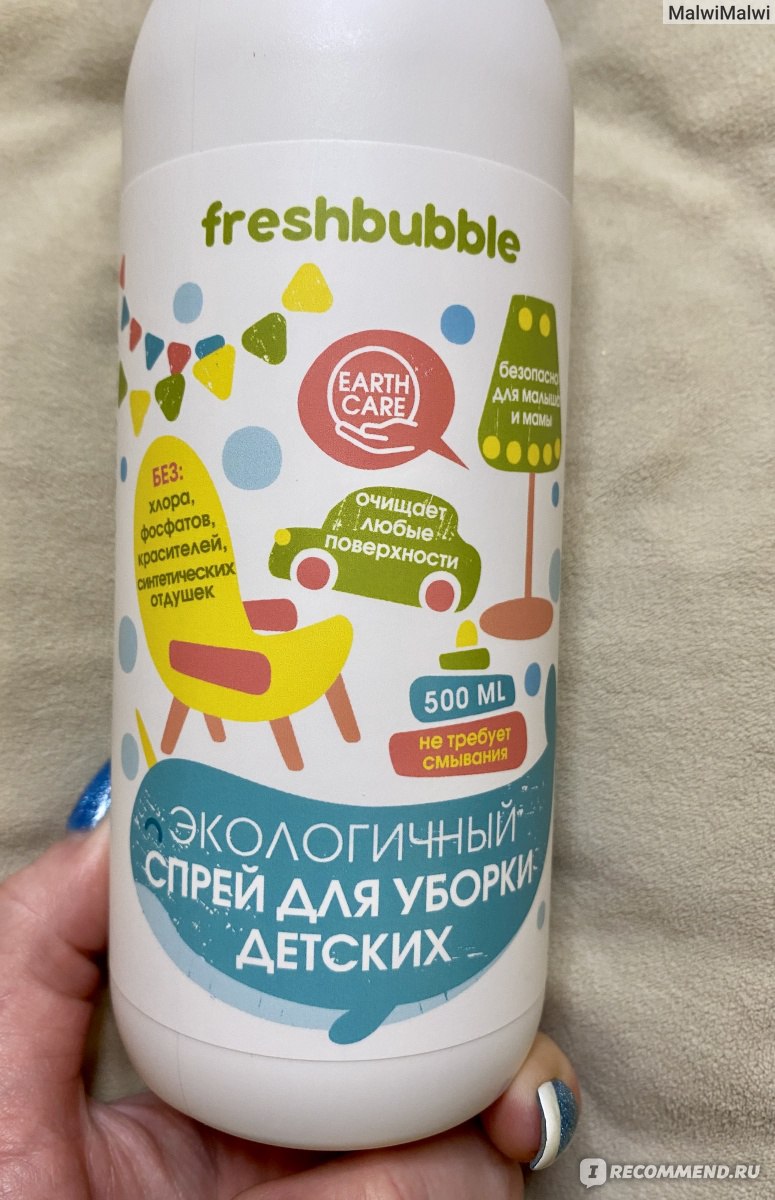 MalwiMalwi
freshbubble
EARTH
CARE
безопасно
для малыша
и мамы
БЕЗ:
хлора,
фосфатов,
красителей,
синтетических
отдушек
очищает
любые
поверхности
500 ML
не требует
смывания
ЭКОЛОГИЧНЫЙ
СПРЕЙ ДЛЯ УБОРКИ
ДЕТСКИХ
I RECOMMEND.RU